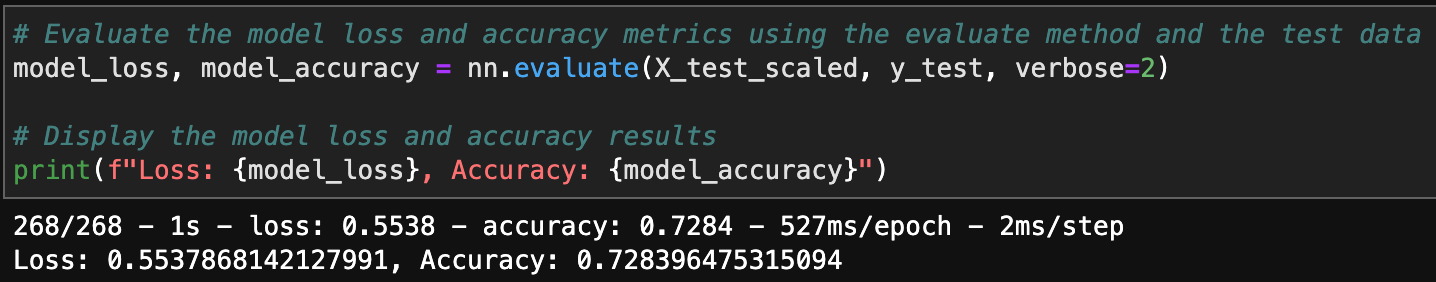 # Evaluate the model loss and accuracy metrics using the evaluate method and the test data
model_loss, model_accuracy = nn.evaluate(X_test_scaled, y_test, verbose=2)
# Display the model loss and accuracy results
print(f"Loss: {model_loss}, Accuracy: {model_accuracy}")
268/268 - 1s - loss: 0.5538 - accuracy: 0.7284 - 527ms/epoch - 2ms/step
Loss: 0.5537868142127991, Accuracy: 0.728396475315094